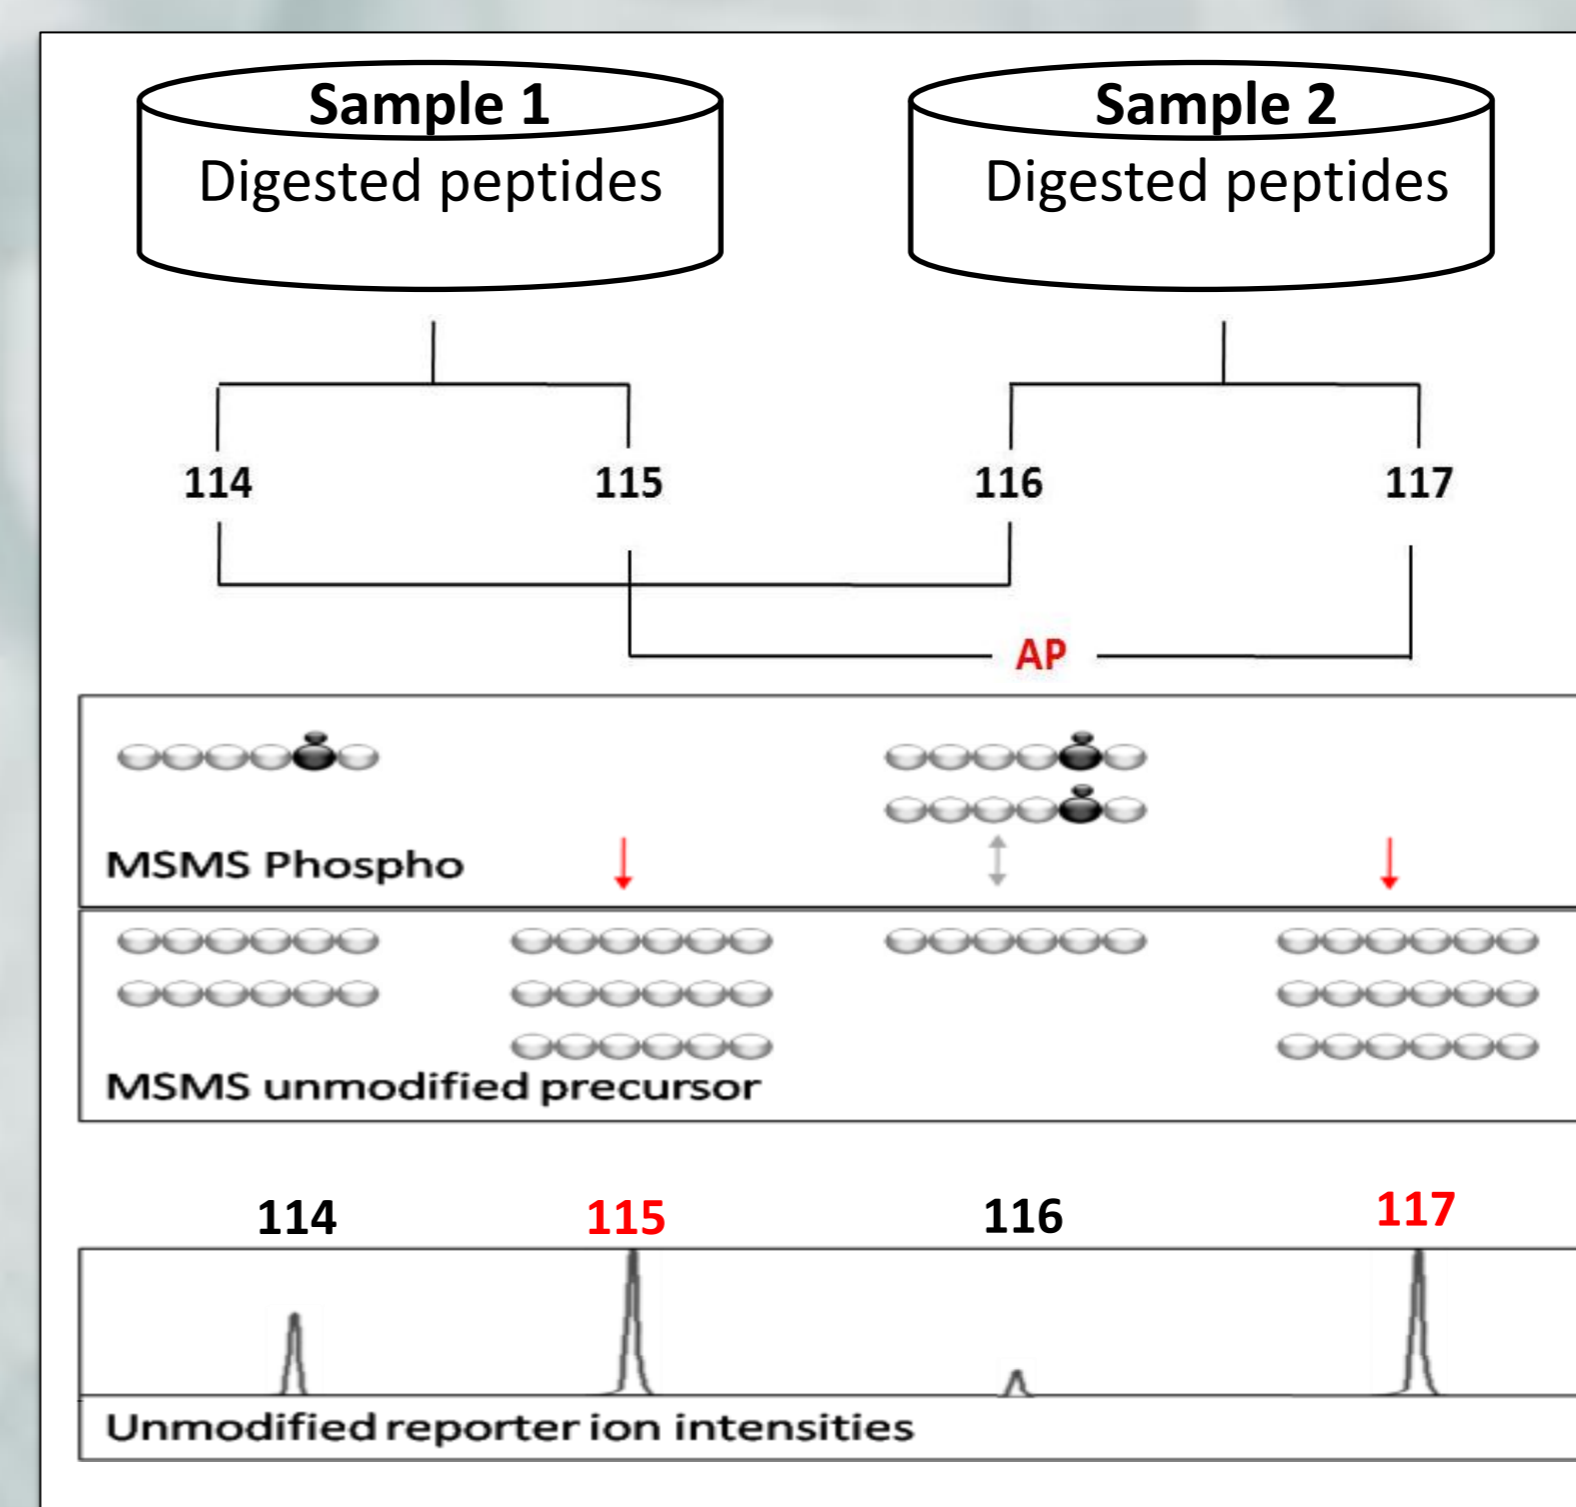 Sample 1
Digested peptides
Sample 2
Digested peptides
114
115
116
117
AP
MSMS Phospho
MSMS unmodified precursor
114
115
116
117
Unmodified reporter ion intensities